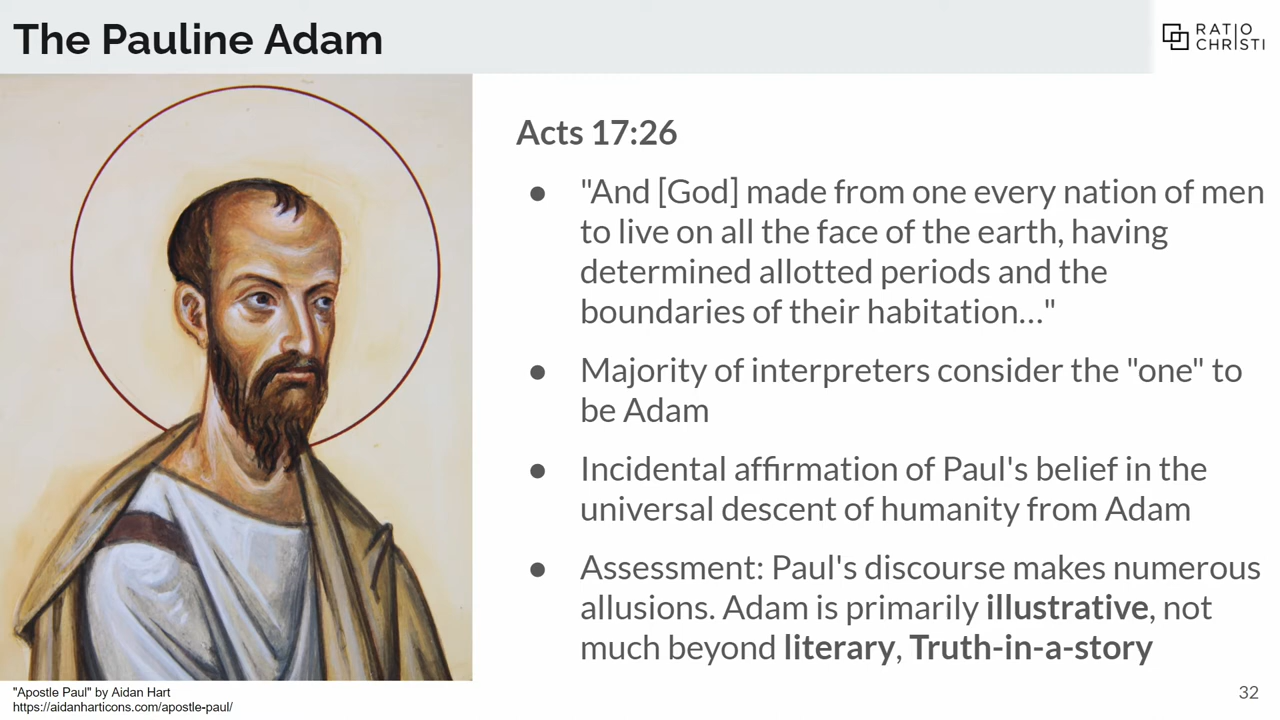 The Pauline Adam
RATIO
CHRISTI
Acts 17:26
● "And [God] made from one every nation of men
to live on all the face of the earth, having
determined allotted periods and the
boundaries of their habitation..."
● Majority of interpreters consider the "one" to
be Adam
● Incidental affirmation of Paul's belief in the
universal descent of humanity from Adam
● Assessment: Paul's discourse makes numerous
allusions. Adam is primarily illustrative, not
much beyond literary, Truth-in-a-story
"Apostle Paul" by Aidan Hart
https://aidanharticons.com/apostle-paul/
32